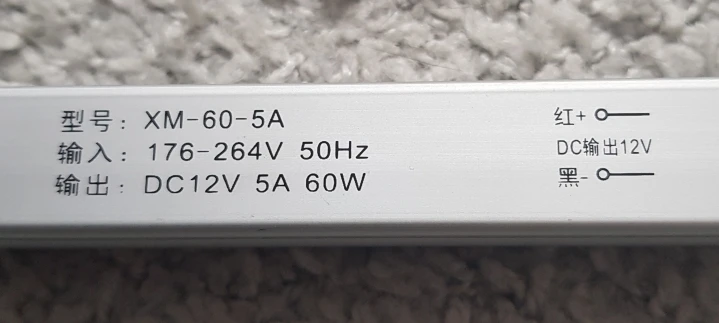 型号: XM-60-5A
输入: 176-264V 50Hz
输出: DC12V 5A 60W
红+
DC输出12V
黑-